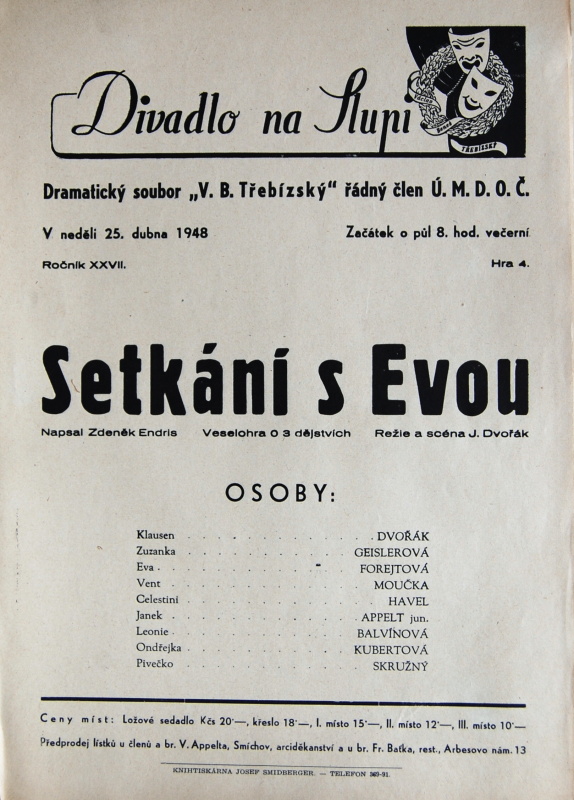 Divadlo na Slupi
TŘEBÍZSKÝ
Dramatický soubor „V. B. Třebízský“ řádný člen Ú. M. D. O. Č.
V neděli 25. dubna 1948 Začátek o půl 8. hod. večerní
Ročník XXVII. Hra 4.
Setkání s Evou
Napsal Zdeněk Endris Veselohra o 3 dějstvích Režie a scéna J. Dvořák
OSOBY:
Klausen . . . . . . . . . . . . DVOŘÁK
Zuzanka . . . . . . . . . . . GEISLEROVÁ
Eva . . . . . . . . . . . . FOREJTOVÁ
Vent . . . . . . . . . . . . MOUČKA
Celestini . . . . . . . . . . . . HAVEL
Janek . . . . . . . . . . . . APPELT jun.
Leonie . . . . . . . . . . . . BALVÍNOVÁ
Ondřejka . . . . . . . . . . . KUBERTOVÁ
Pivečko . . . . . . . . . . . . SKRUŽNÝ
Ceny míst: Ložové sedadlo Kčs 20·—, křeslo 18·—, I. místo 15·—, II. místo 12·—, III. místo 10·—
Předprodej lístků u členů a br. V. Appelta, Smíchov, arciděkanství a u br. Fr. Baťka, rest., Arbesovo nám. 13
KNIHTISKÁRNA JOSEF SMIDBERGER. — TELEFON 369-91.